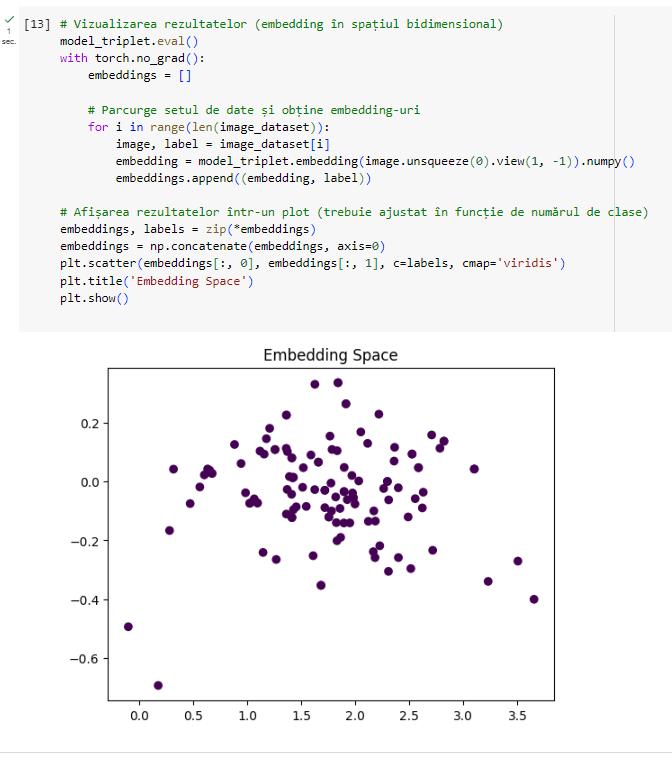 [13] # Vizualizarea rezultatelor (embedding în spațiul bidimensional)
1
sec.
model_triplet.eval()
with torch.no_grad():
embeddings = []
# Parcurge setul de date și obține embedding-uri
for i in range(len(image_dataset)):
image, label = image_dataset[i]
embedding = model_triplet.embedding(image.unsqueeze(0).view(1, -1)).numpy()
embeddings.append((embedding, label))
# Afișarea rezultatelor într-un plot (trebuie ajustat în funcție de numărul de clase)
embeddings, labels = zip(*embeddings)
embeddings = np.concatenate(embeddings, axis=0)
plt.scatter(embeddings[:, 0], embeddings[:, 1], c=labels, cmap='viridis')
plt.title('Embedding Space')
plt.show()
Embedding Space
0.2
0.0
−0.2
−0.4
−0.6
0.0 0.5 1.0 1.5 2.0 2.5 3.0 3.5